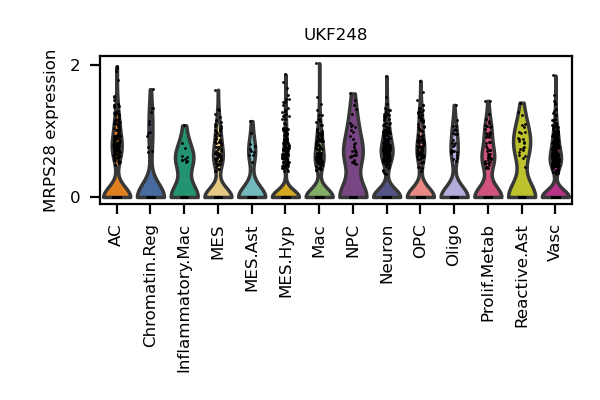 UKF248
MRPS28 expression
2
0
AC
Chromatin.Reg
Inflammatory.Mac
MES
MES.Ast
MES.Hyp
Mac
NPC
Neuron
OPC
Oligo
Prolif.Metab
Reactive.Ast
Vasc